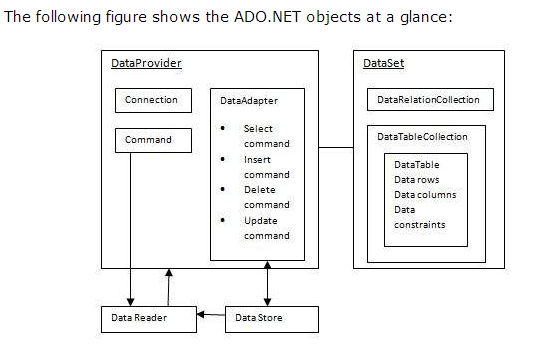 The following figure shows the ADO.NET objects at a glance:
DataProvider
Connection
Command
DataAdapter
• Select
command
• Insert
command
• Delete
command
• Update
command
DataSet
DataRelationCollection
DataTableCollection
DataTable
Data rows
Data columns
Data
constraints
Data Reader
Data Store